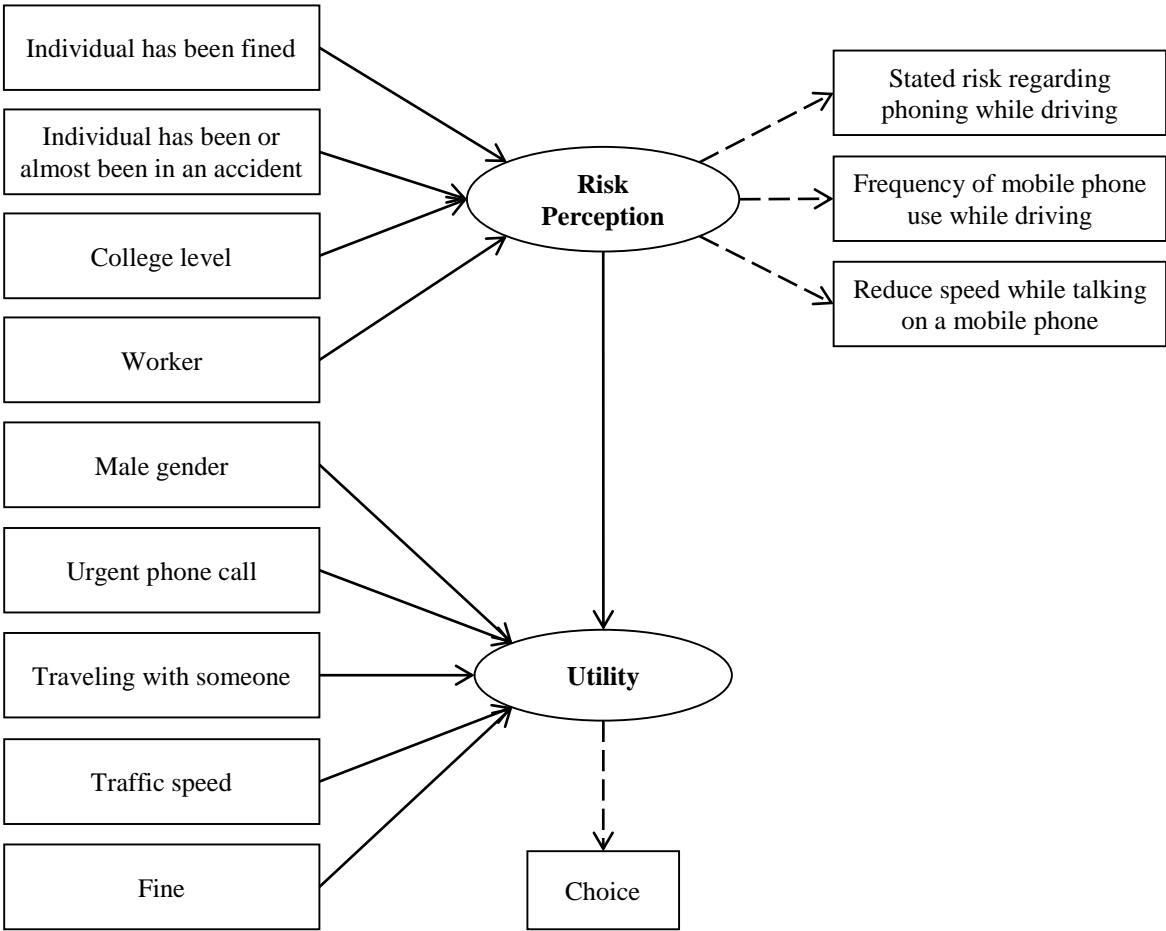 Individual has been fined
Individual has been or
almost been in an accident
College level
Worker
Male gender
Urgent phone call
Traveling with someone
Traffic speed
Fine
Risk
Perception
Utility
Choice
Stated risk regarding
phoning while driving
Frequency of mobile phone
use while driving
Reduce speed while talking
on a mobile phone